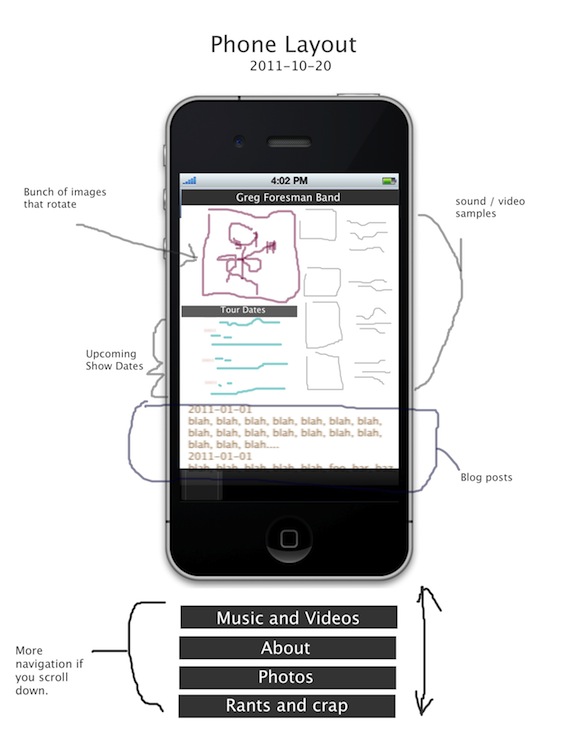 Phone Layout
2011-10-20
4:02 PM
Greg Foresman Band
Bunch of images
that rotate
sound / video
samples
Tour Dates
Upcoming
Show Dates
2011-01-01
blah, blah, blah, blah, blah, blah, blah,
blah, blah, blah, blah, blah, blah, blah,
blah, blah, blah....
2011-01-01
blah, blah, blah, blah, blah, foo, bar, baz
Blog posts
More
navigation if
you scroll
down.
Music and Videos
About
Photos
Rants and crap